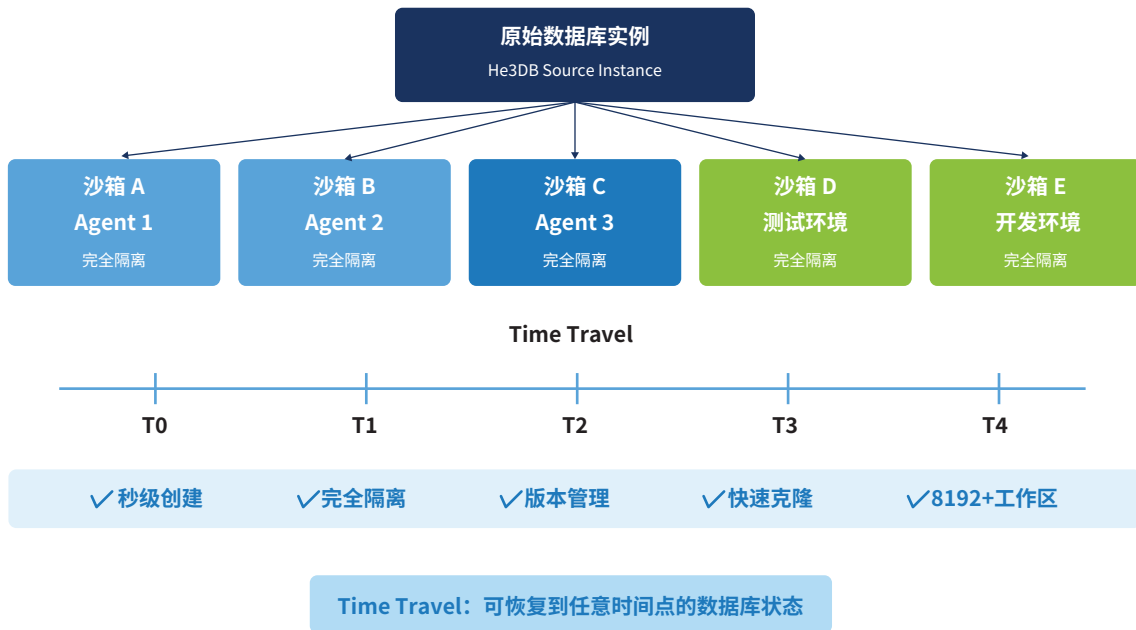 原始数据库实例
He3DB Source Instance
沙箱 A
Agent 1
完全隔离
沙箱 B
Agent 2
完全隔离
沙箱 C
Agent 3
完全隔离
沙箱 D
测试环境
完全隔离
沙箱 E
开发环境
完全隔离
Time Travel
T0
T1
T2
T3
T4
✓ 秒级创建
✓完全隔离
✓版本管理
✓快速克隆
✓8192+工作区
Time Travel：可恢复到任意时间点的数据库状态